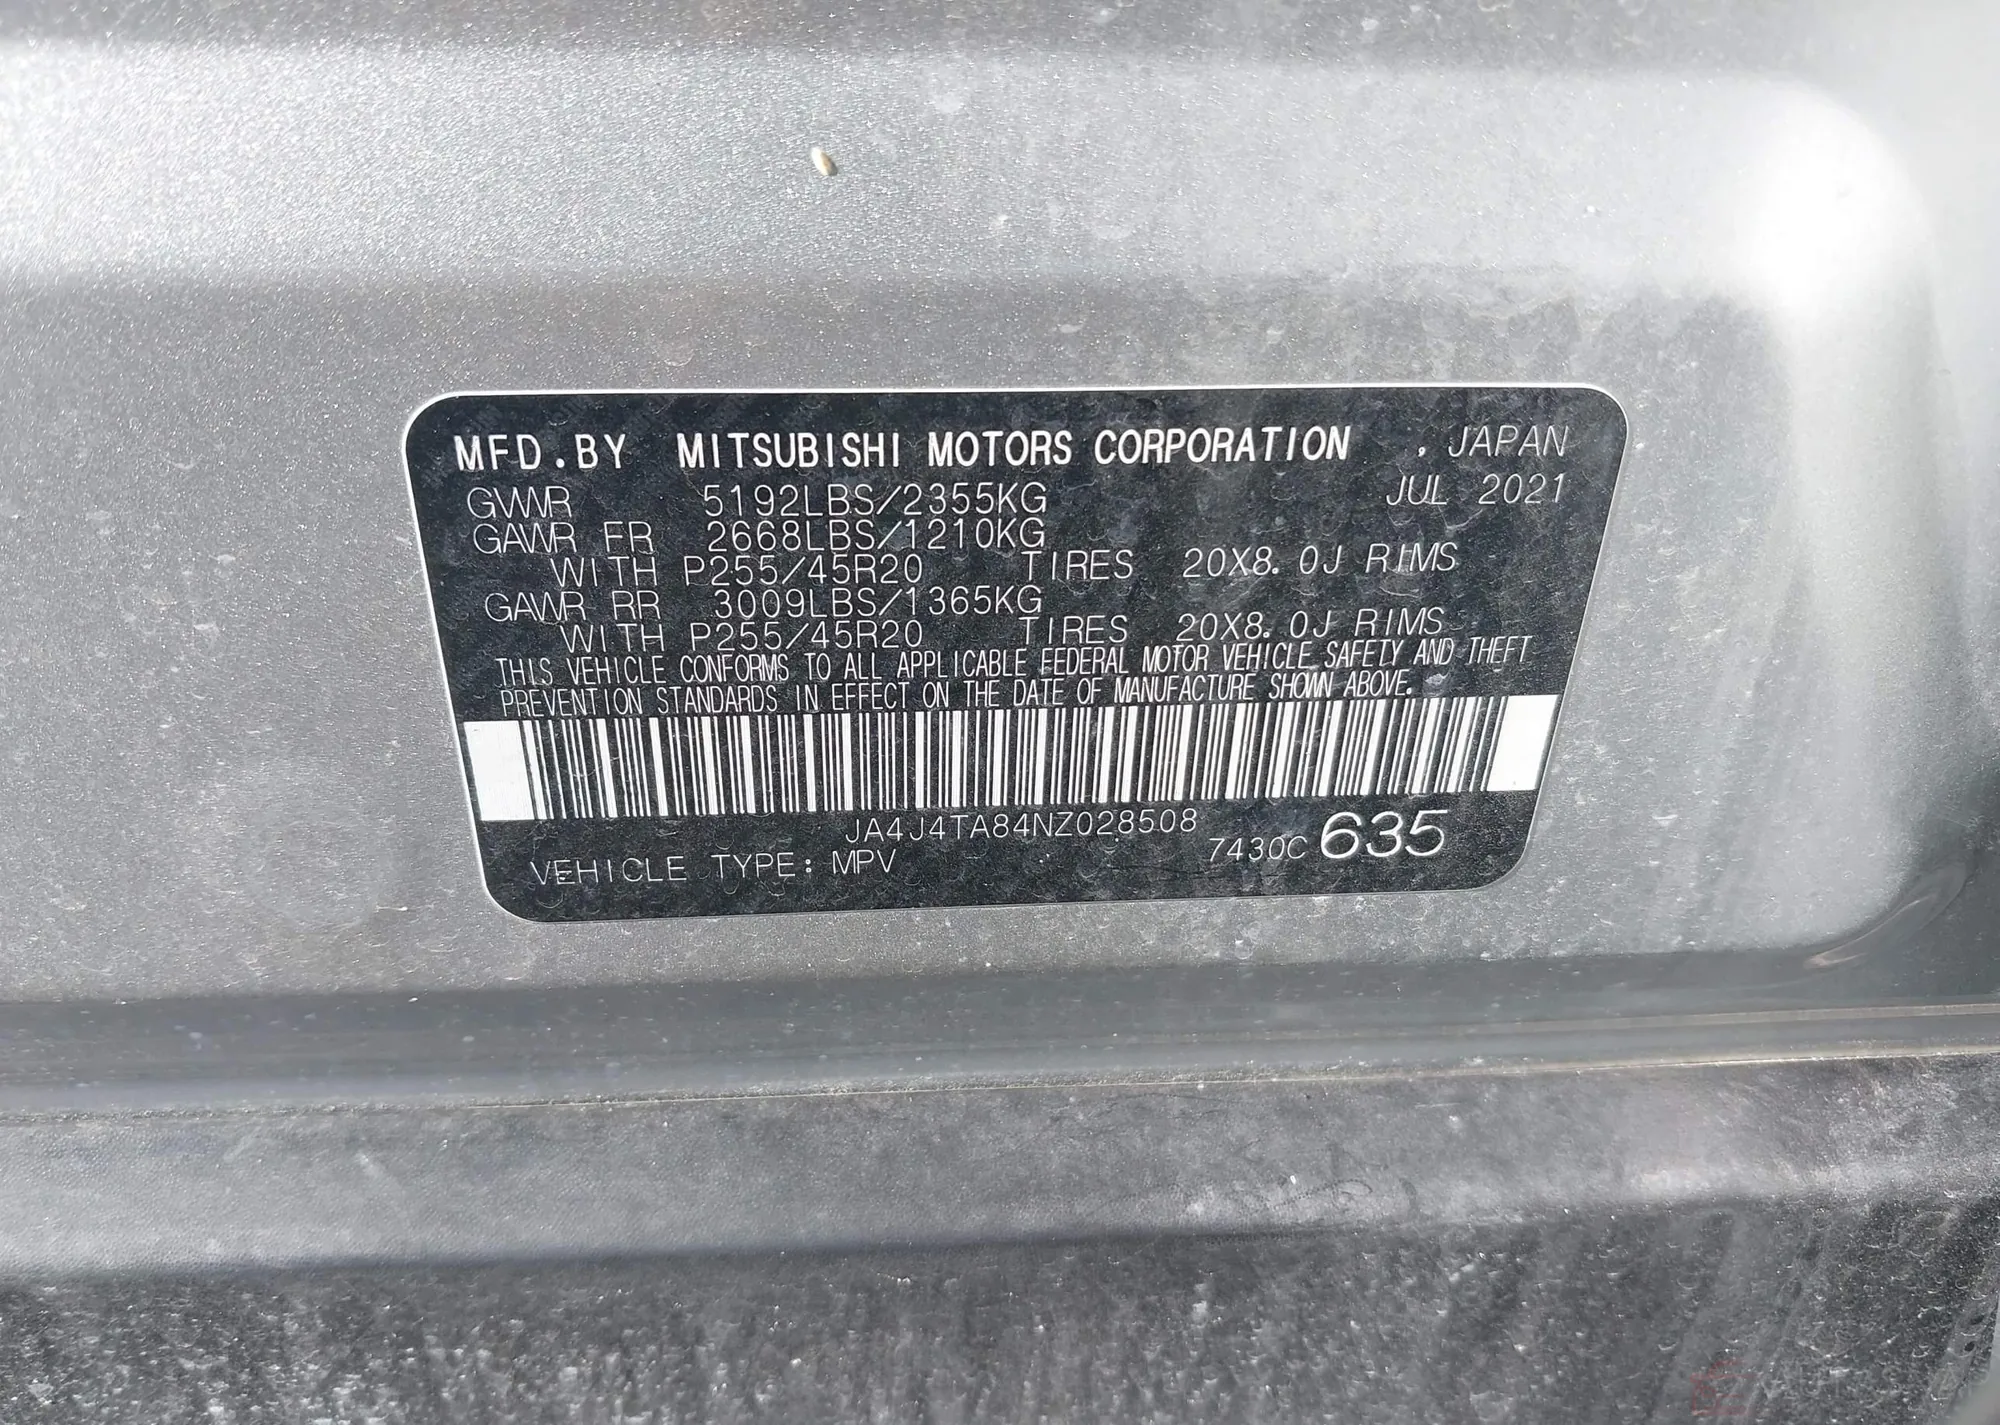 MFD.BY MITSUBISHI MOTORS CORPORATION , JAPAN
GVWR 5192LBS/2355KG JUL 2021
GAWR FR 2668LBS/1210KG
WITH P255/45R20 TIRES 20X8.0J RIMS
GAWR RR 3009LBS/1365KG
WITH P255/45R20 TIRES 20X8.0J RIMS
THIS VEHICLE CONFORMS TO ALL APPLICABLE FEDERAL MOTOR VEHICLE SAFETY AND THEFT
PREVENTION STANDARDS IN EFFECT ON THE DATE OF MANUFACTURE SHOWN ABOVE.
JA4J4TA84NZ028508
VEHICLE TYPE: MPV 7430C 635